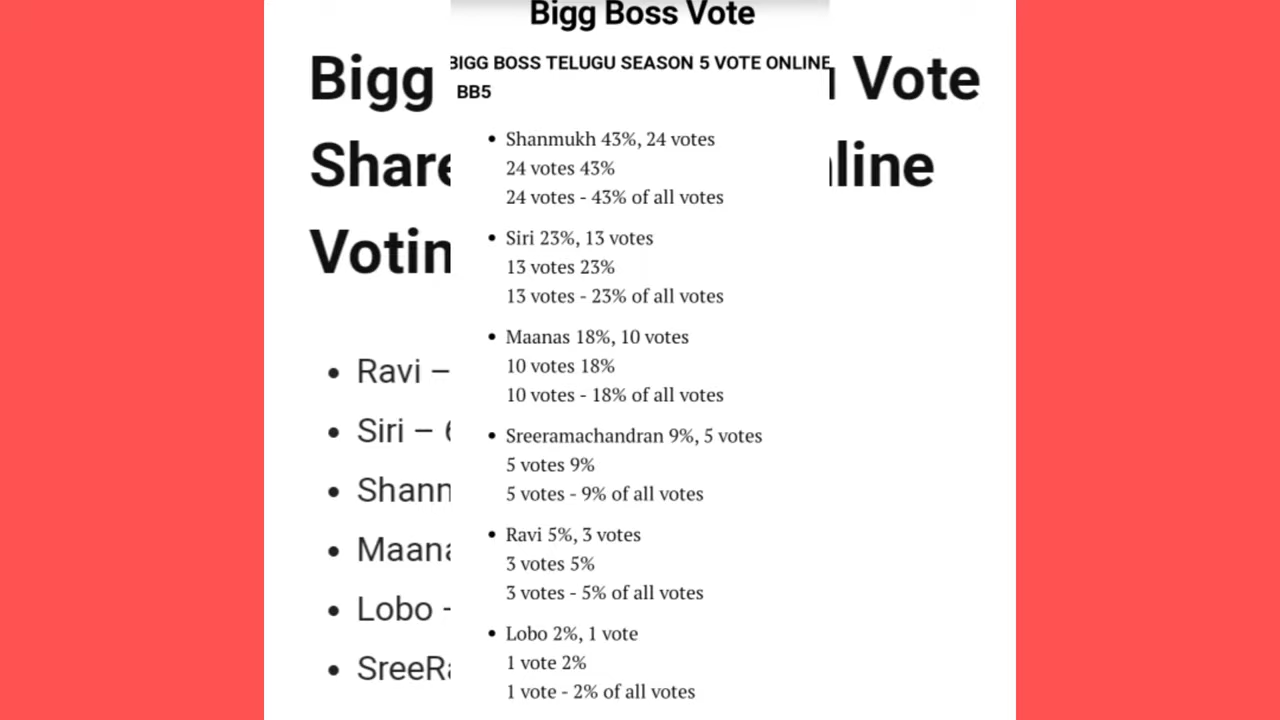 Bigg Boss Vote
BIGG BOSS TELUGU SEASON 5 VOTE ONLINE
BB5
• Shanmukh 43%, 24 votes
24 votes 43%
24 votes - 43% of all votes
• Siri 23%, 13 votes
13 votes 23%
13 votes - 23% of all votes
• Maanas 18%, 10 votes
10 votes 18%
10 votes - 18% of all votes
• Sreeramachandran 9%, 5 votes
5 votes 9%
5 votes - 9% of all votes
• Ravi 5%, 3 votes
3 votes 5%
3 votes - 5% of all votes
• Lobo 2%, 1 vote
1 vote 2%
1 vote - 2% of all votes
Bigg Vote
Share
• Ravi –
• Siri –
• Lobo -